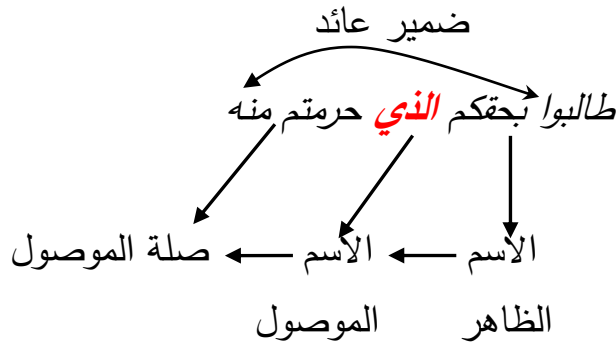 ضمير عائد
طالبوا بحقكم الذي حرمتم منه
الاسم الاسم صلة الموصول
الظاهر الموصول